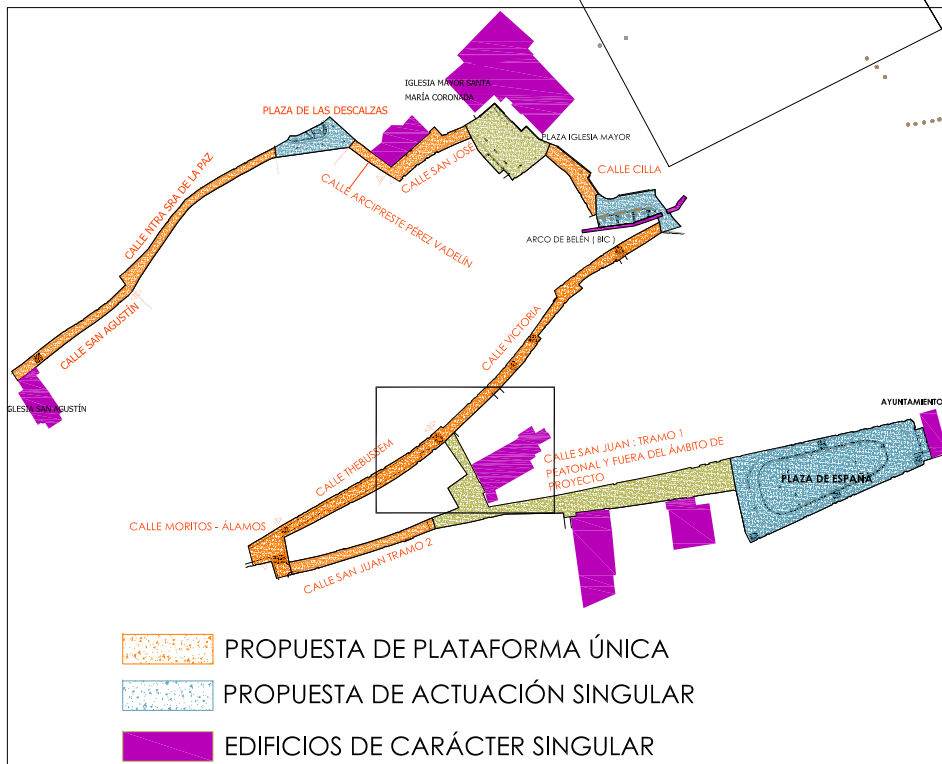 IGLESIA MAYOR SANTA
MARÍA CORONADA
PLAZA DE LAS DESCALZAS
PLAZA IGLESIA MAYOR
CALLE SAN JOSÉ
CALLE CILLA
CALLE ARCIPRESTE PÉREZ VADELÍN
CALLE NTRA SRA DE LA PAZ
ARCO DE BELÉN ( BIC )
CALLE SAN AGUSTÍN
CALLE VICTORIA
GLESIA SAN AGUSTÍN
AYUNTAMIENTO
CALLE THEBUSSEM
CALLE SAN JUAN : TRAMO 1
PEATONAL Y FUERA DEL ÁMBITO DE
PROYECTO
PLAZA DE ESPAÑA
CALLE MORITOS - ÁLAMOS
CALLE SAN JUAN TRAMO 2
PROPUESTA DE PLATAFORMA ÚNICA
PROPUESTA DE ACTUACIÓN SINGULAR
EDIFICIOS DE CARÁCTER SINGULAR